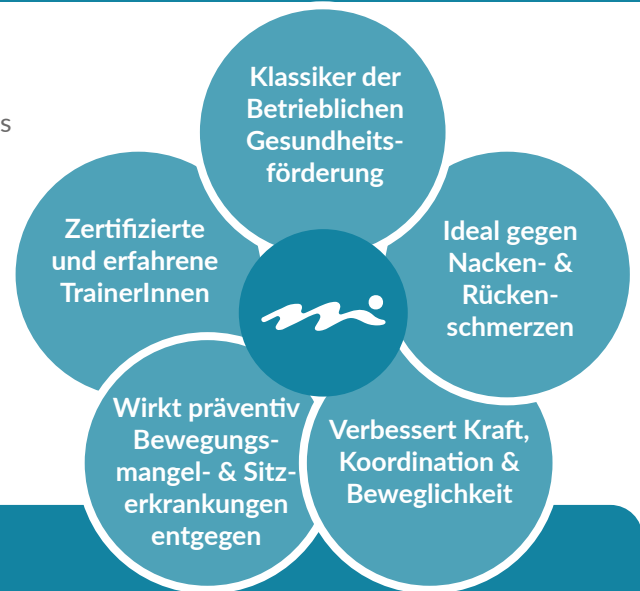 s
Klassiker der
Betrieblichen
Gesundheits-
förderung
Zertifizierte
und erfahrene
TrainerInnen
Ideal gegen
Nacken- &
Rücken-
schmerzen
Wirkt präventiv
Bewegungs-
mangel- & Sitz-
erkrankungen
entgegen
Verbessert Kraft,
Koordination &
Beweglichkeit